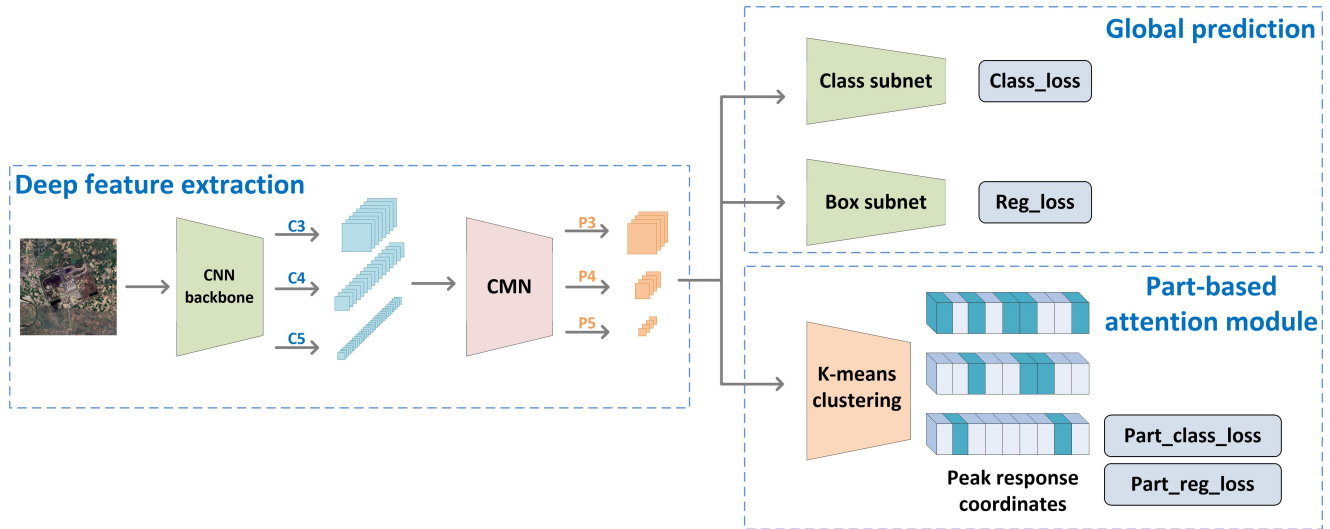 Global prediction
Class subnet
Class_loss
Box subnet
Reg_loss
Deep feature extraction
CNN
backbone
C3
C4
C5
CMN
P3
P4
P5
Part-based
attention module
K-means
clustering
Part_class_loss
Part_reg_loss
Peak response
coordinates